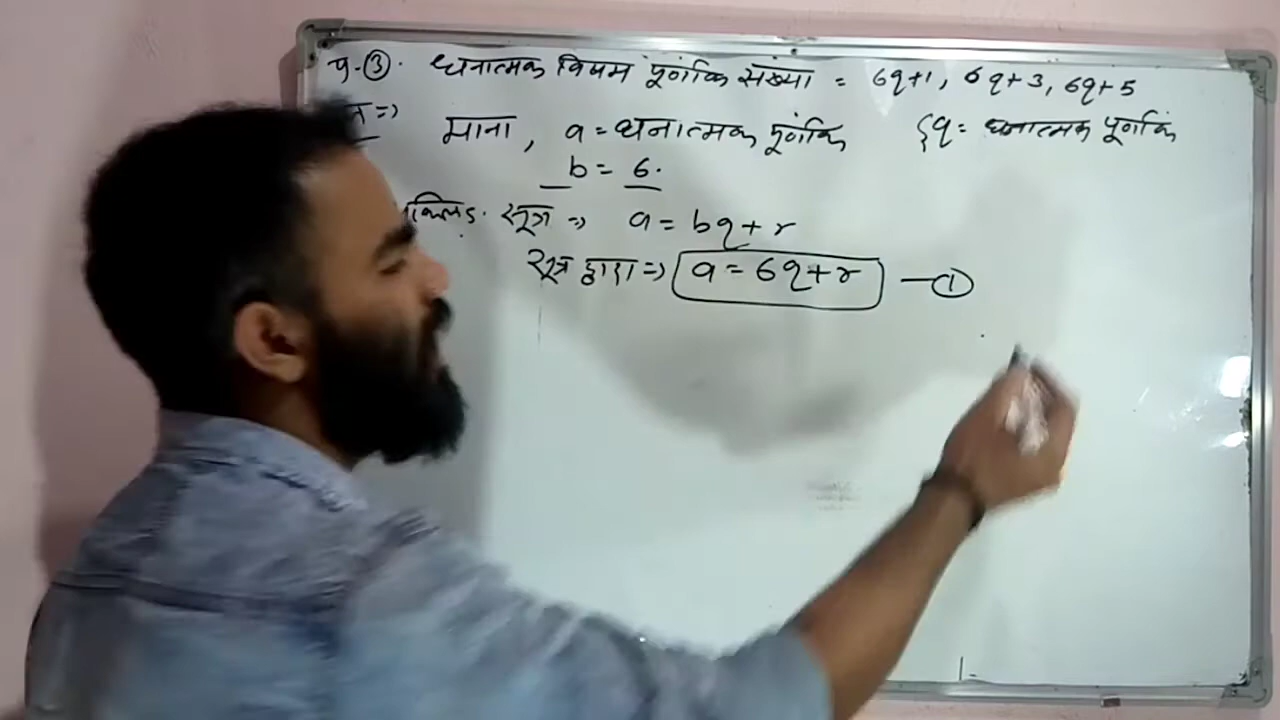 प्र-③. धनात्मक विषम पूर्णांक संख्या = 6q+1, 6q+3, 6q+5
=>
माना, a = धनात्मक पूर्णांक {q = धनात्मक पूर्णांक
b = 6.
सूत्र => a = bq+r
सूत्र द्वारा => a = 6q+r —①